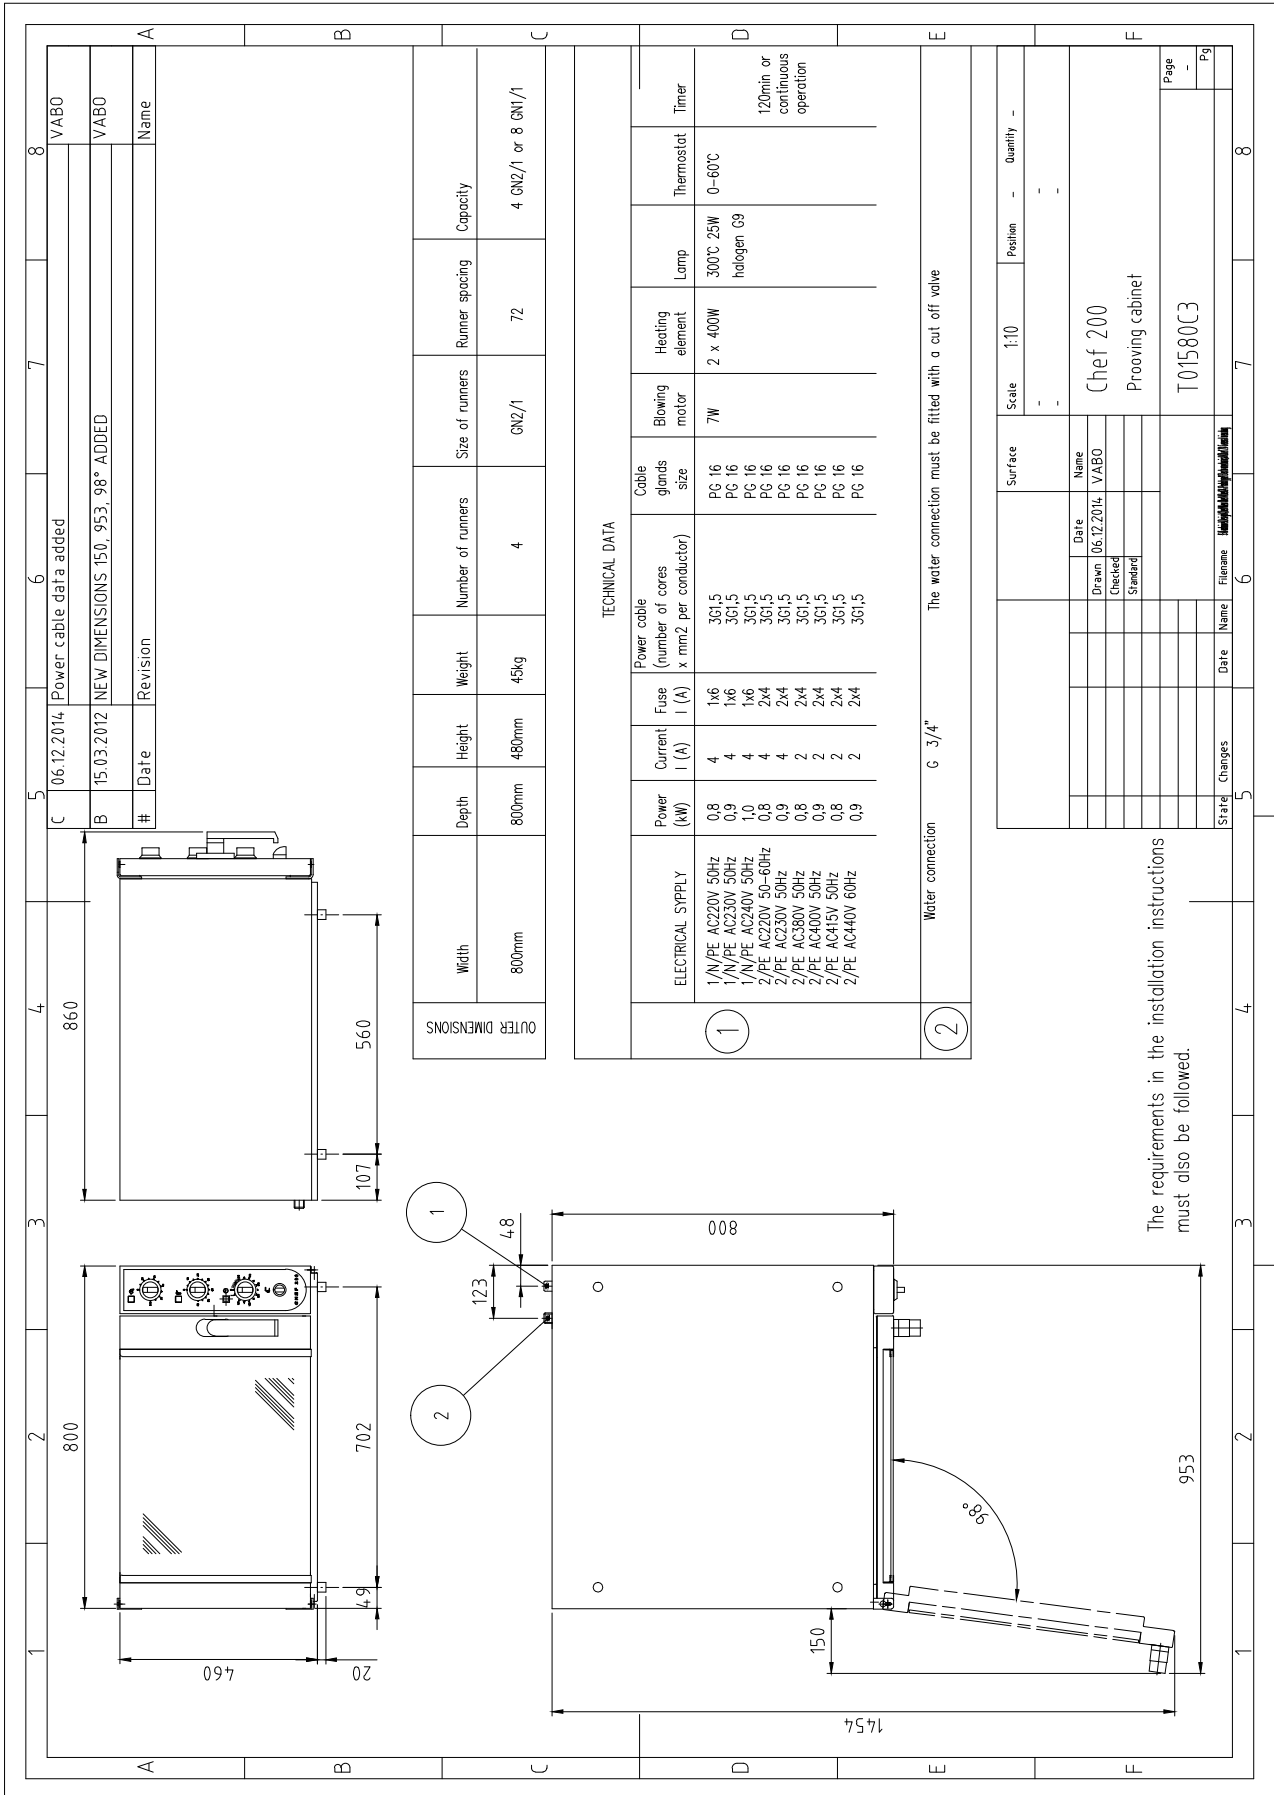 1 2 3 4 5 6 7 8
A
B
C
D
E
F
C 06.12.2014 Power cable data added VABO
B 15.03.2012 NEW DIMENSIONS 150, 953, 98° ADDED VABO
# Date Revision Name
800
460
20
49
702
860
107
560
CHEF 200
OUTER DIMENSIONS
Width Depth Height Weight Number of runners Size of runners Runner spacing Capacity
800mm 800mm 480mm 45kg 4 GN2/1 72 4 GN2/1 or 8 GN1/1
TECHNICAL DATA
ELECTRICAL SYPPLY
Power
(kW)
Current
I (A)
Fuse
I (A)
Power cable
(number of cores
x mm2 per conductor)
Cable
glands
size
Blowing
motor
Heating
element
Lamp
Thermostat
Timer
1
1/N/PE AC220V 50Hz 0,8 4 1x6 3G1,5 PG 16
1/N/PE AC230V 50Hz 0,9 4 1x6 3G1,5 PG 16
1/N/PE AC240V 50Hz 1,0 4 1x6 3G1,5 PG 16
2/PE AC220V 50-60Hz 0,8 4 2x4 3G1,5 PG 16
2/PE AC230V 50Hz 0,9 4 2x4 3G1,5 PG 16
2/PE AC380V 50Hz 0,8 2 2x4 3G1,5 PG 16
2/PE AC400V 50Hz 0,9 2 2x4 3G1,5 PG 16
2/PE AC415V 50Hz 0,8 2 2x4 3G1,5 PG 16
2/PE AC440V 60Hz 0,9 2 2x4 3G1,5 PG 16
7W
2 x 400W
300°C 25W
halogen G9
0-60°C
120min or
continuous
operation
2
Water connection G 3/4" The water connection must be fitted with a cut off valve
1
2
48
123
800
98°
150
953
1454
The requirements in the installation instructions
must also be followed.
Surface Scale 1:10 Position - Quantity -
- -
- -
Date Name
Drawn 06.12.2014 VABO
Checked
Standard
Chef 200
Prooving cabinet
T01580C3
Page
-
Pg
State Changes Date Name Filename
1 2 3 4 5 6 7 8
A
B
C
D
E
F